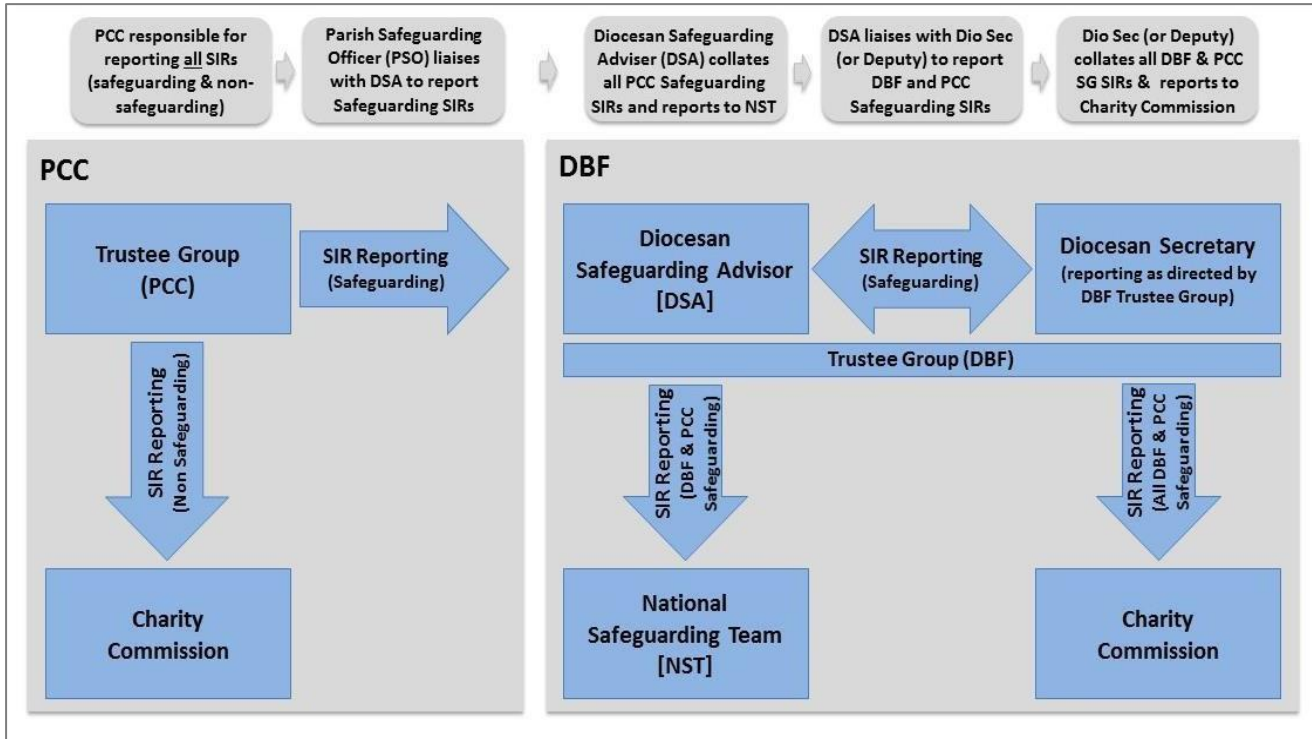 PCC responsible for
reporting all SIRs
(safeguarding & non-
safeguarding)
Parish Safeguarding
Officer (PSO) liaises
with DSA to report
Safeguarding SIRs
Diocesan Safeguarding
Adviser (DSA) collates
all PCC Safeguarding
SIRs and reports to NST
DSA liaises with Dio Sec
(or Deputy) to report
DBF and PCC
Safeguarding SIRs
Dio Sec (or Deputy)
collates all DBF & PCC
SG SIRs & reports to
Charity Commission
PCC
Trustee Group
(PCC)
SIR Reporting
(Safeguarding)
SIR Reporting
(Non Safeguarding)
Charity
Commission
DBF
Diocesan
Safeguarding Advisor
[DSA]
SIR Reporting
(Safeguarding)
Diocesan Secretary
(reporting as directed by
DBF Trustee Group)
Trustee Group (DBF)
SIR Reporting
(DBF & PCC
Safeguarding)
SIR Reporting
(All DBF & PCC
Safeguarding)
National
Safeguarding Team
[NST]
Charity
Commission